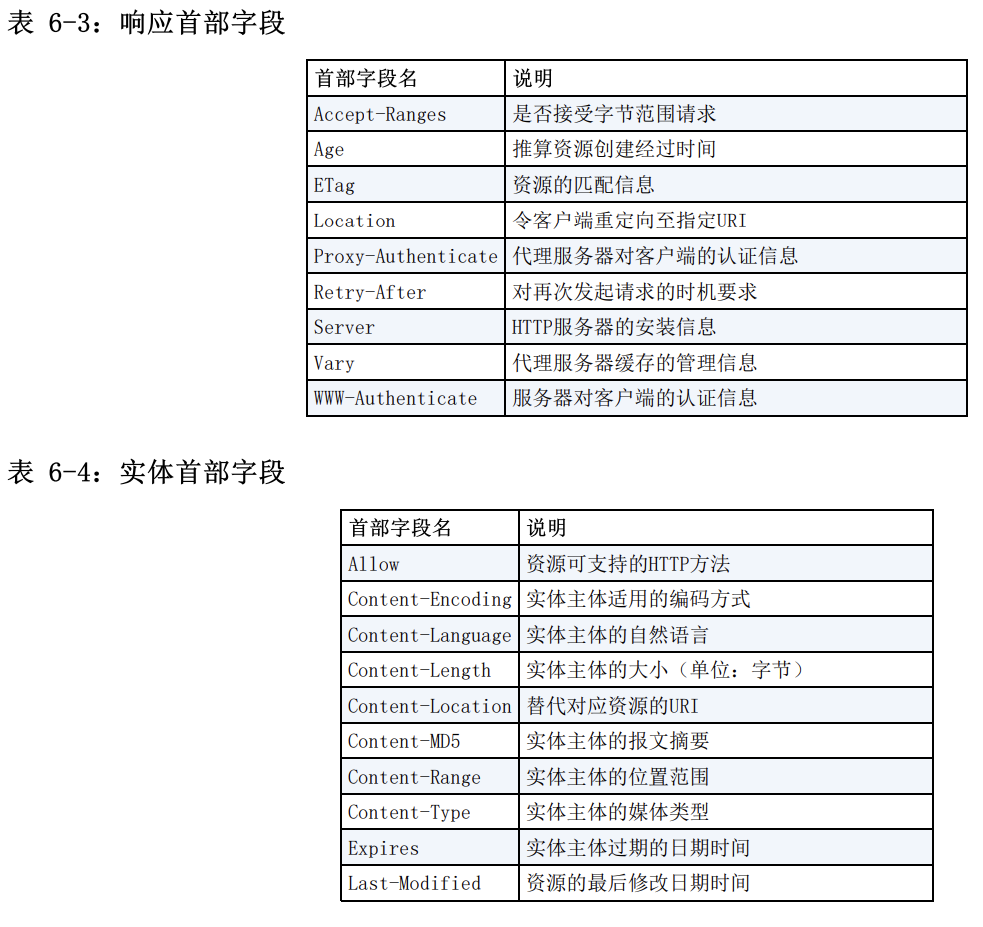 表 6-3：响应首部字段
首部字段名 说明
Accept-Ranges 是否接受字节范围请求
Age 推算资源创建经过时间
ETag 资源的匹配信息
Location 令客户端重定向至指定URI
Proxy-Authenticate 代理服务器对客户端的认证信息
Retry-After 对再次发起请求的时机要求
Server HTTP服务器的安装信息
Vary 代理服务器缓存的管理信息
WWW-Authenticate 服务器对客户端的认证信息
表 6-4：实体首部字段
首部字段名 说明
Allow 资源可支持的HTTP方法
Content-Encoding 实体主体适用的编码方式
Content-Language 实体主体的自然语言
Content-Length 实体主体的大小（单位：字节）
Content-Location 替代对应资源的URI
Content-MD5 实体主体的报文摘要
Content-Range 实体主体的位置范围
Content-Type 实体主体的媒体类型
Expires 实体主体过期的日期时间
Last-Modified 资源的最后修改日期时间